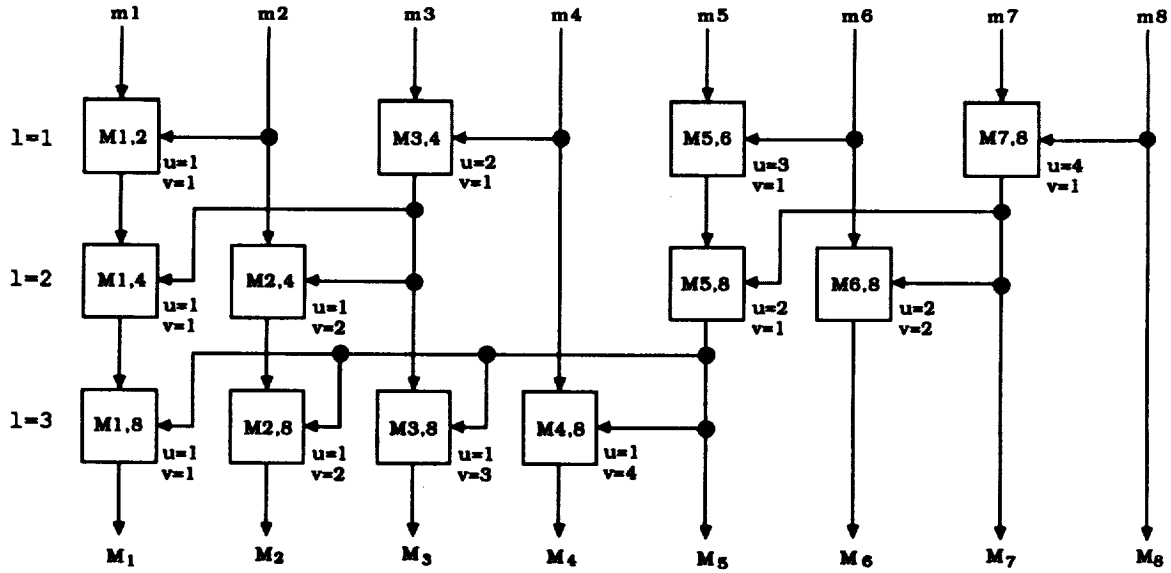 m1 m2 m3 m4 m5 m6 m7 m8
l=1 M1,2 M3,4 M5,6 M7,8
u=1 u=2 u=3 u=4
v=1 v=1 v=1 v=1
l=2 M1,4 M2,4 M5,8 M6,8
u=1 u=1 u=2 u=2
v=1 v=2 v=1 v=2
l=3 M1,8 M2,8 M3,8 M4,8
u=1 u=1 u=1 u=1
v=1 v=2 v=3 v=4
M1 M2 M3 M4 M5 M6 M7 M8